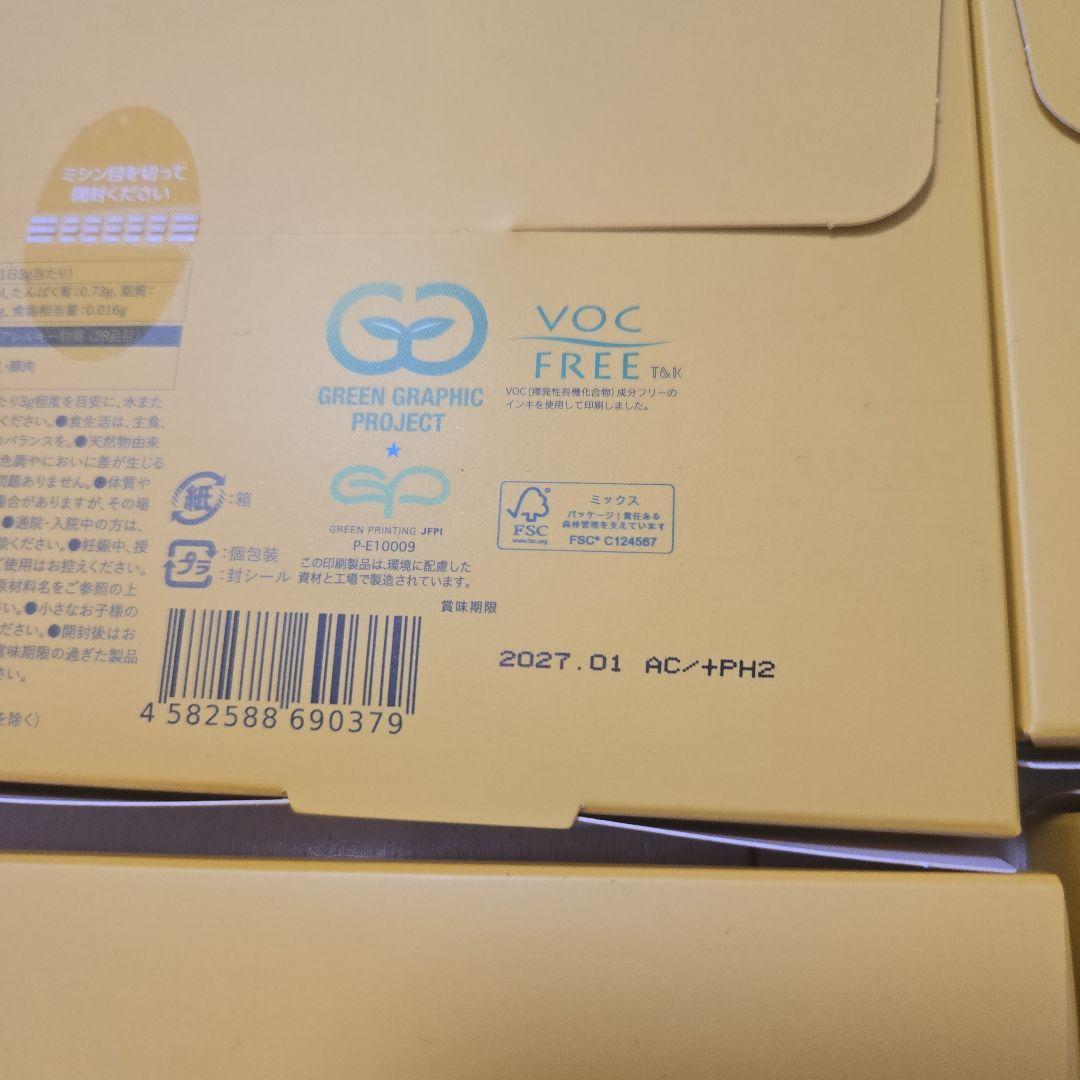 ミシン目を切って
開封ください
1日3g当たり）
たんぱく質：0.73g、脂質：
食塩相当量：0.016g
・豚肉
たり3g程度を目安に、水また
ください。●食生活は、主食、
バランスを。●天然物由来
色調やにおいに差が生じる
問題ありません。●体質や
場合がありますが、その場
●通院・入院中の方は、
ください。●妊娠中、授
使用はお控えください。
原材料名をご参照の上
い。●小さなお子様の
ださい。●開封後はお
賞味期限の過ぎた製品
さい。
を除く）
GREEN GRAPHIC
PROJECT
GREEN PRINTING JFPI
P-E10009
この印刷製品は、環境に配慮した
資材と工場で製造されています。
VOC
FREE T&K
VOC（揮発性有機化合物）成分フリーの
インキを使用して印刷しました。
紙：箱
プラ：個包装
：封シール
FSC
www.fsc.org
ミックス
パッケージ｜責任ある
森林管理を支えています
FSC® C124567
賞味期限
2027.01 AC/+PH2
4 582588 690379